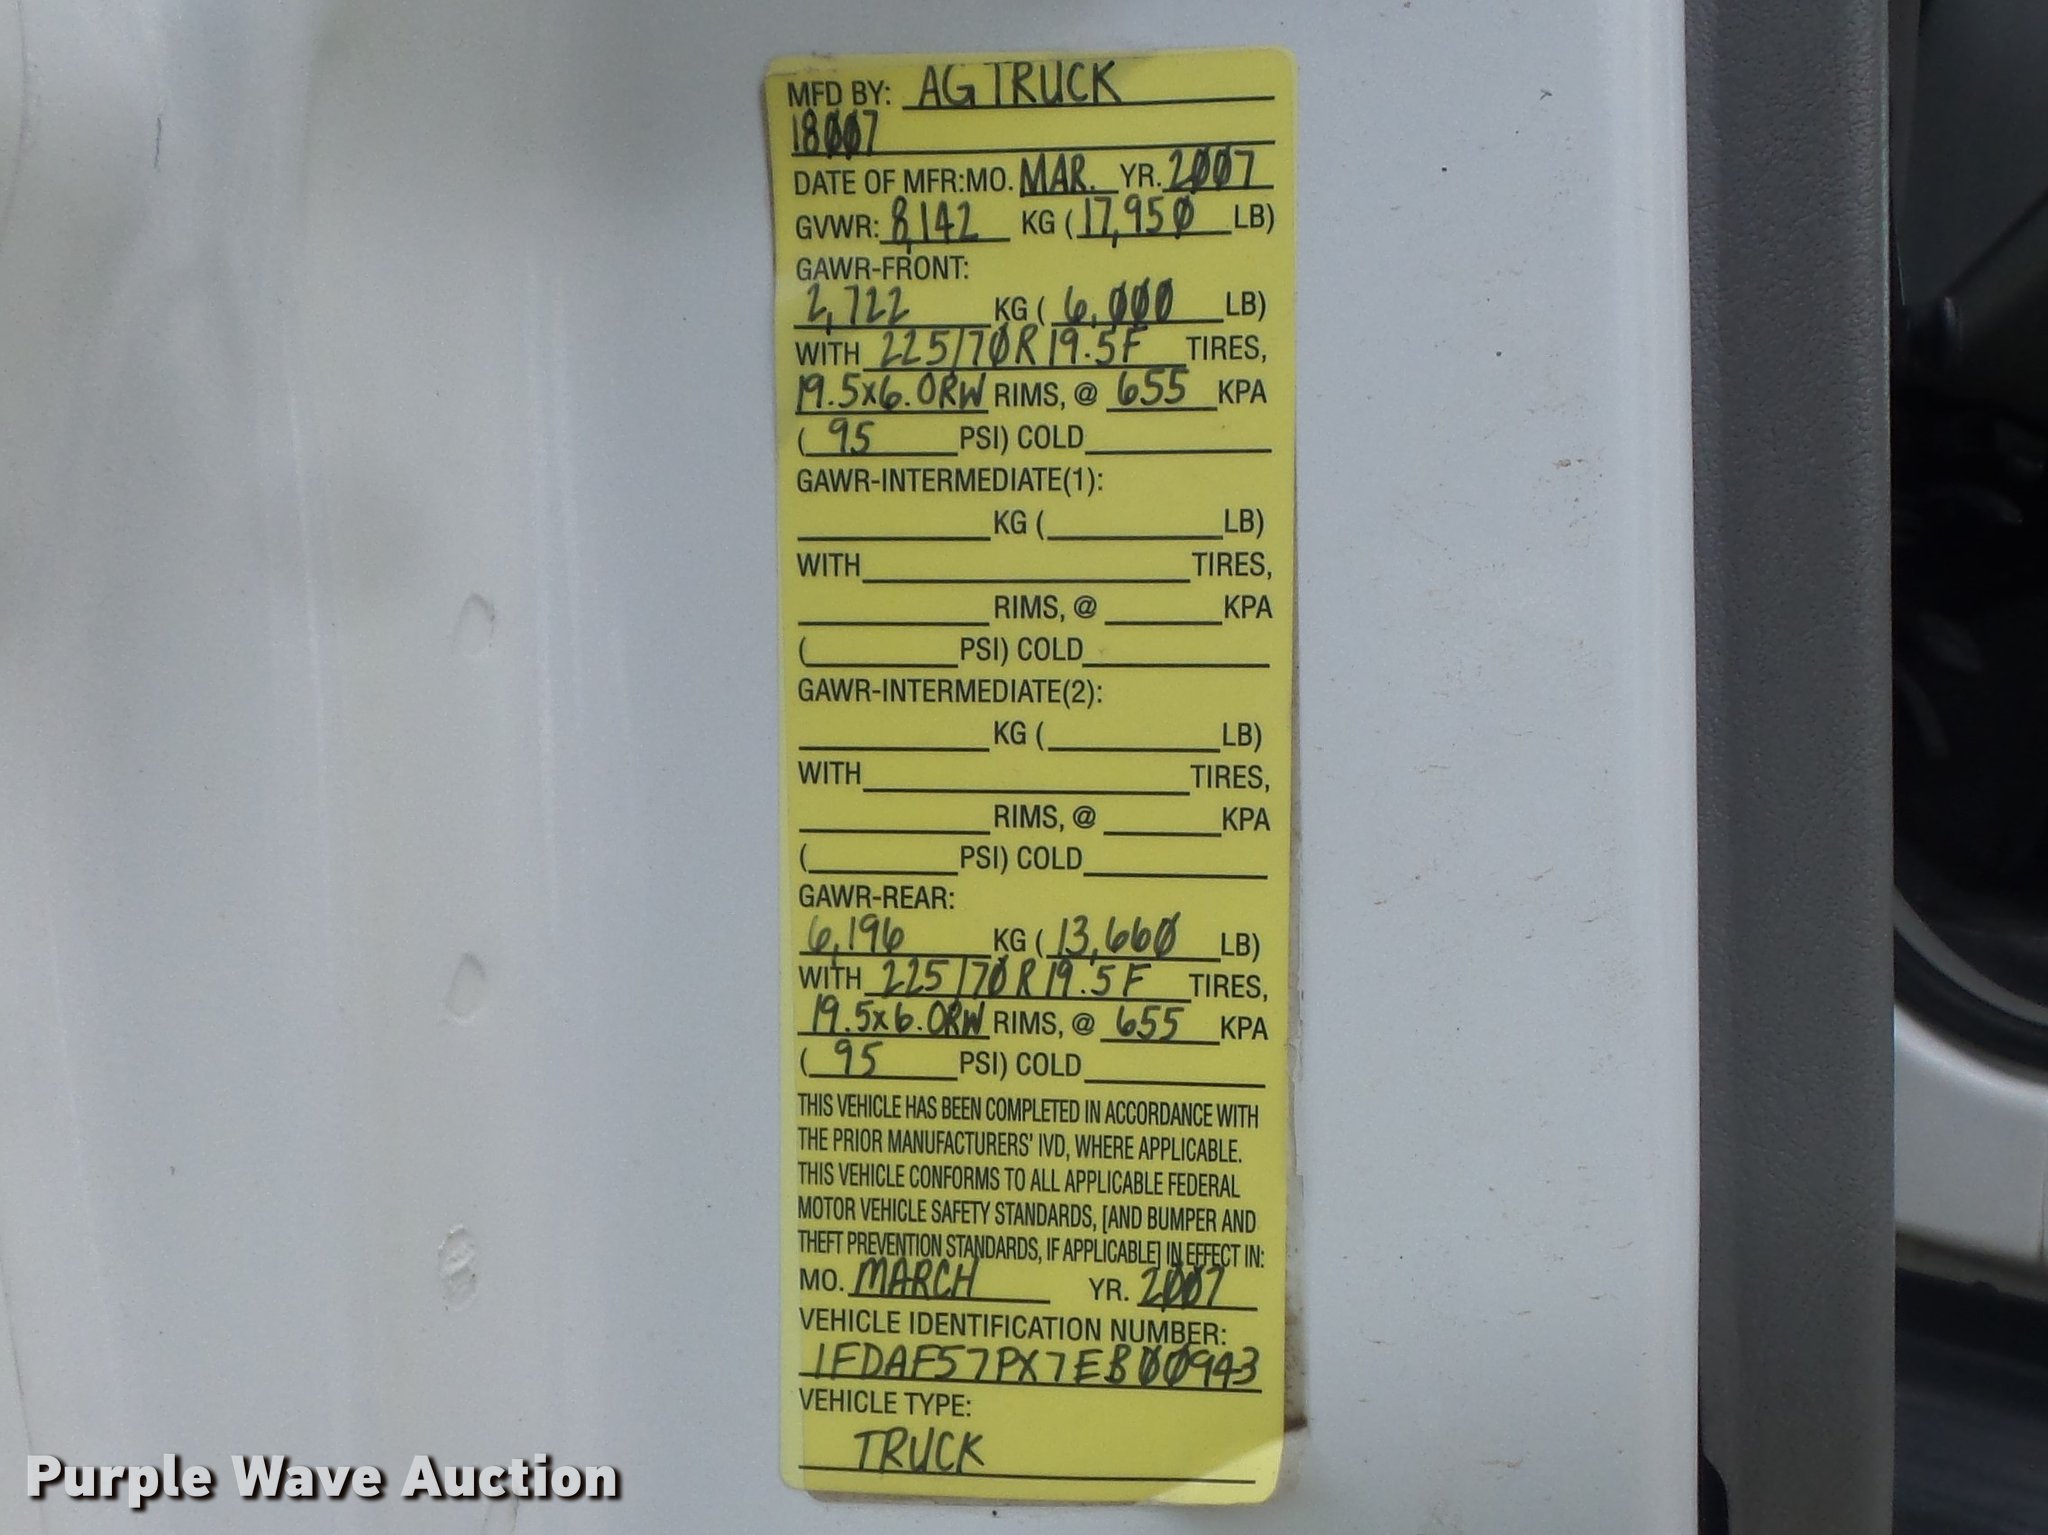 MFD BY: AG TRUCK
18007
DATE OF MFR:MO. MAR. YR. 2007
GVWR: 8,142 KG ( 17,950 LB)
GAWR-FRONT:
2,722 KG ( 6,000 LB)
WITH 225/70R19.5F TIRES,
19.5x6.0RW RIMS, @ 655 KPA
( 95 PSI) COLD
GAWR-INTERMEDIATE(1):
KG ( LB)
WITH TIRES,
RIMS, @ KPA
( PSI) COLD
GAWR-INTERMEDIATE(2):
KG ( LB)
WITH TIRES,
RIMS, @ KPA
( PSI) COLD
GAWR-REAR:
6,196 KG ( 13,660 LB)
WITH 225/70R19.5F TIRES,
19.5x6.0RW RIMS, @ 655 KPA
( 95 PSI) COLD
THIS VEHICLE HAS BEEN COMPLETED IN ACCORDANCE WITH
THE PRIOR MANUFACTURERS' IVD, WHERE APPLICABLE.
THIS VEHICLE CONFORMS TO ALL APPLICABLE FEDERAL
MOTOR VEHICLE SAFETY STANDARDS, [AND BUMPER AND
THEFT PREVENTION STANDARDS, IF APPLICABLE] IN EFFECT IN:
MO. MARCH YR. 2007
VEHICLE IDENTIFICATION NUMBER:
1FDAF57PX7EB00943
VEHICLE TYPE:
TRUCK
Purple Wave Auction